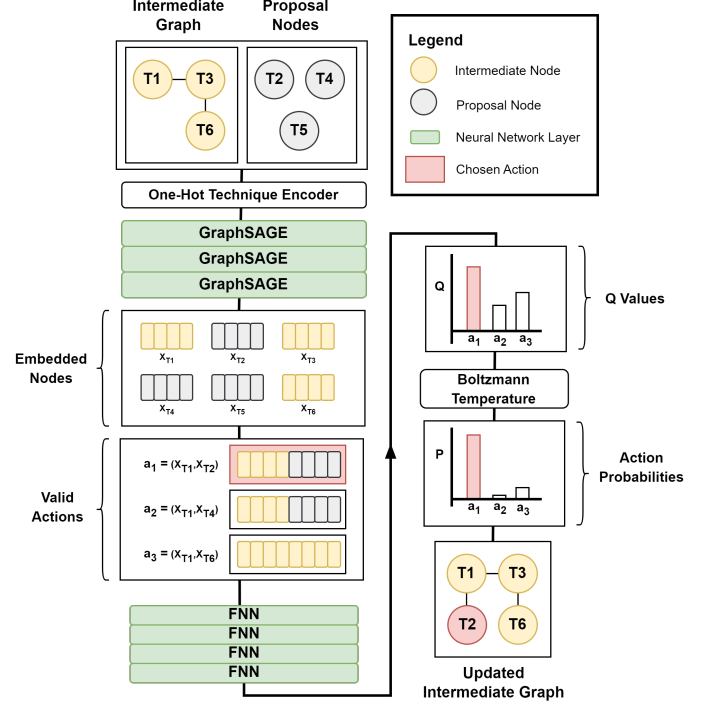 Intermediate
Graph
Proposal
Nodes
T1
T3
T6
T2
T4
T5
Legend
Intermediate Node
Proposal Node
Neural Network Layer
Chosen Action
One-Hot Technique Encoder
GraphSAGE
GraphSAGE
GraphSAGE
Embedded
Nodes
XT1
XT2
XT3
XT4
XT5
XT6
Valid
Actions
a1 = (XT1,XT2)
a2 = (XT1,XT4)
a3 = (XT1,XT6)
FNN
FNN
FNN
FNN
Q
a1
a2
a3
Q Values
Boltzmann
Temperature
P
a1
a2
a3
Action
Probabilities
T1
T3
T2
T6
Updated
Intermediate Graph